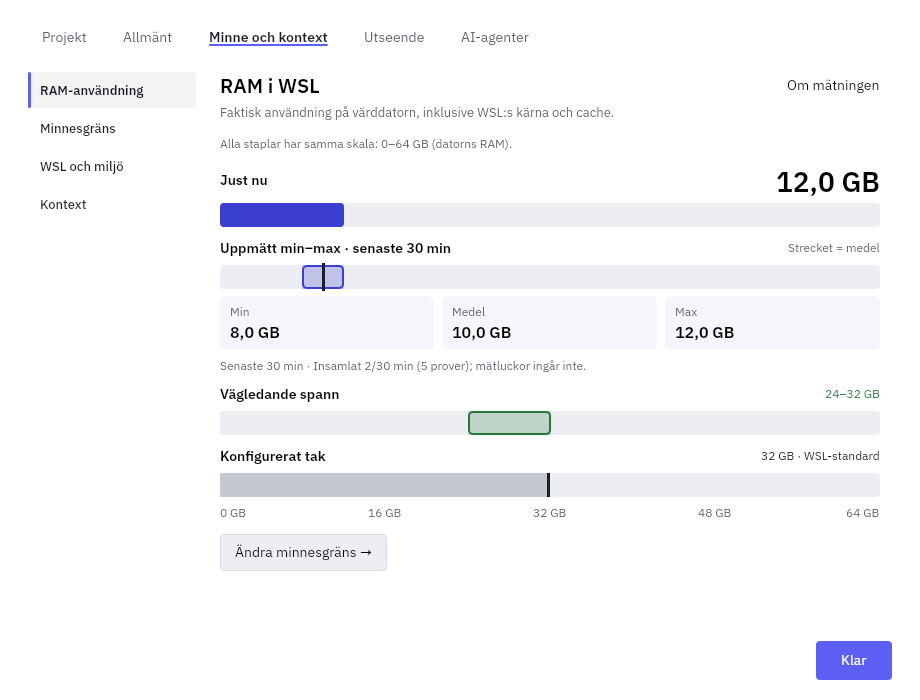 Projekt Allmänt Minne och kontext Utseende AI-agenter
RAM-användning
Minnesgräns
WSL och miljö
Kontext
RAM i WSL
Om mätningen
Faktisk användning på värddatorn, inklusive WSL:s kärna och cache.
Alla staplar har samma skala: 0–64 GB (datorns RAM).
Just nu
12,0 GB
Uppmätt min–max · senaste 30 min
Strecket = medel
Min
8,0 GB
Medel
10,0 GB
Max
12,0 GB
Senaste 30 min · Insamlat 2/30 min (5 prover); mätluckor ingår inte.
Vägledande spann
24–32 GB
Konfigurerat tak
32 GB · WSL-standard
0 GB 16 GB 32 GB 48 GB 64 GB
Ändra minnesgräns →
Klar